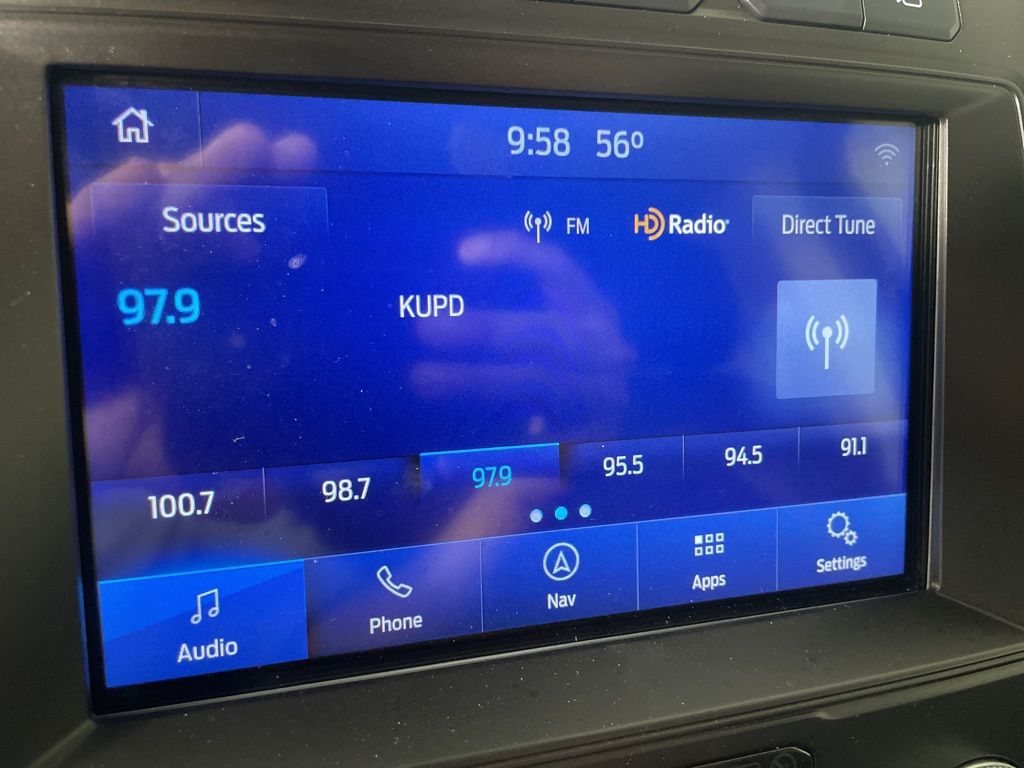 9:58 56°
Sources FM HD Radio Direct Tune
97.9 KUPD
100.7 98.7 97.9 95.5 94.5 91.1
Audio Phone Nav Apps Settings